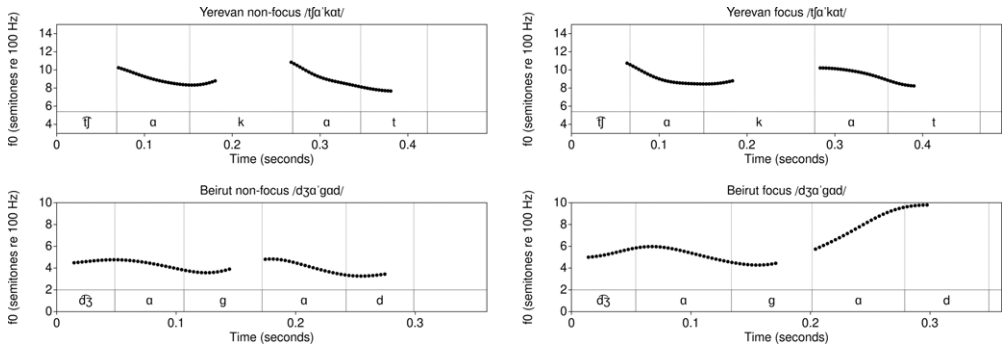 Yerevan non-focus /t͡ʃɑˈkɑt/
f0 (semitones re 100 Hz)
14
12
10
8
6
4
t͡ʃ ɑ k ɑ t
0 0.1 0.2 0.3 0.4
Time (seconds)
Yerevan focus /t͡ʃɑˈkɑt/
f0 (semitones re 100 Hz)
14
12
10
8
6
4
t͡ʃ ɑ k ɑ t
0 0.1 0.2 0.3 0.4
Time (seconds)
Beirut non-focus /dʒɑˈgɑd/
f0 (semitones re 100 Hz)
10
8
6
4
2
0
d͡ʒ ɑ g ɑ d
0 0.1 0.2 0.3
Time (seconds)
Beirut focus /dʒɑˈgɑd/
f0 (semitones re 100 Hz)
10
8
6
4
2
0
d͡ʒ ɑ g ɑ d
0 0.1 0.2 0.3
Time (seconds)